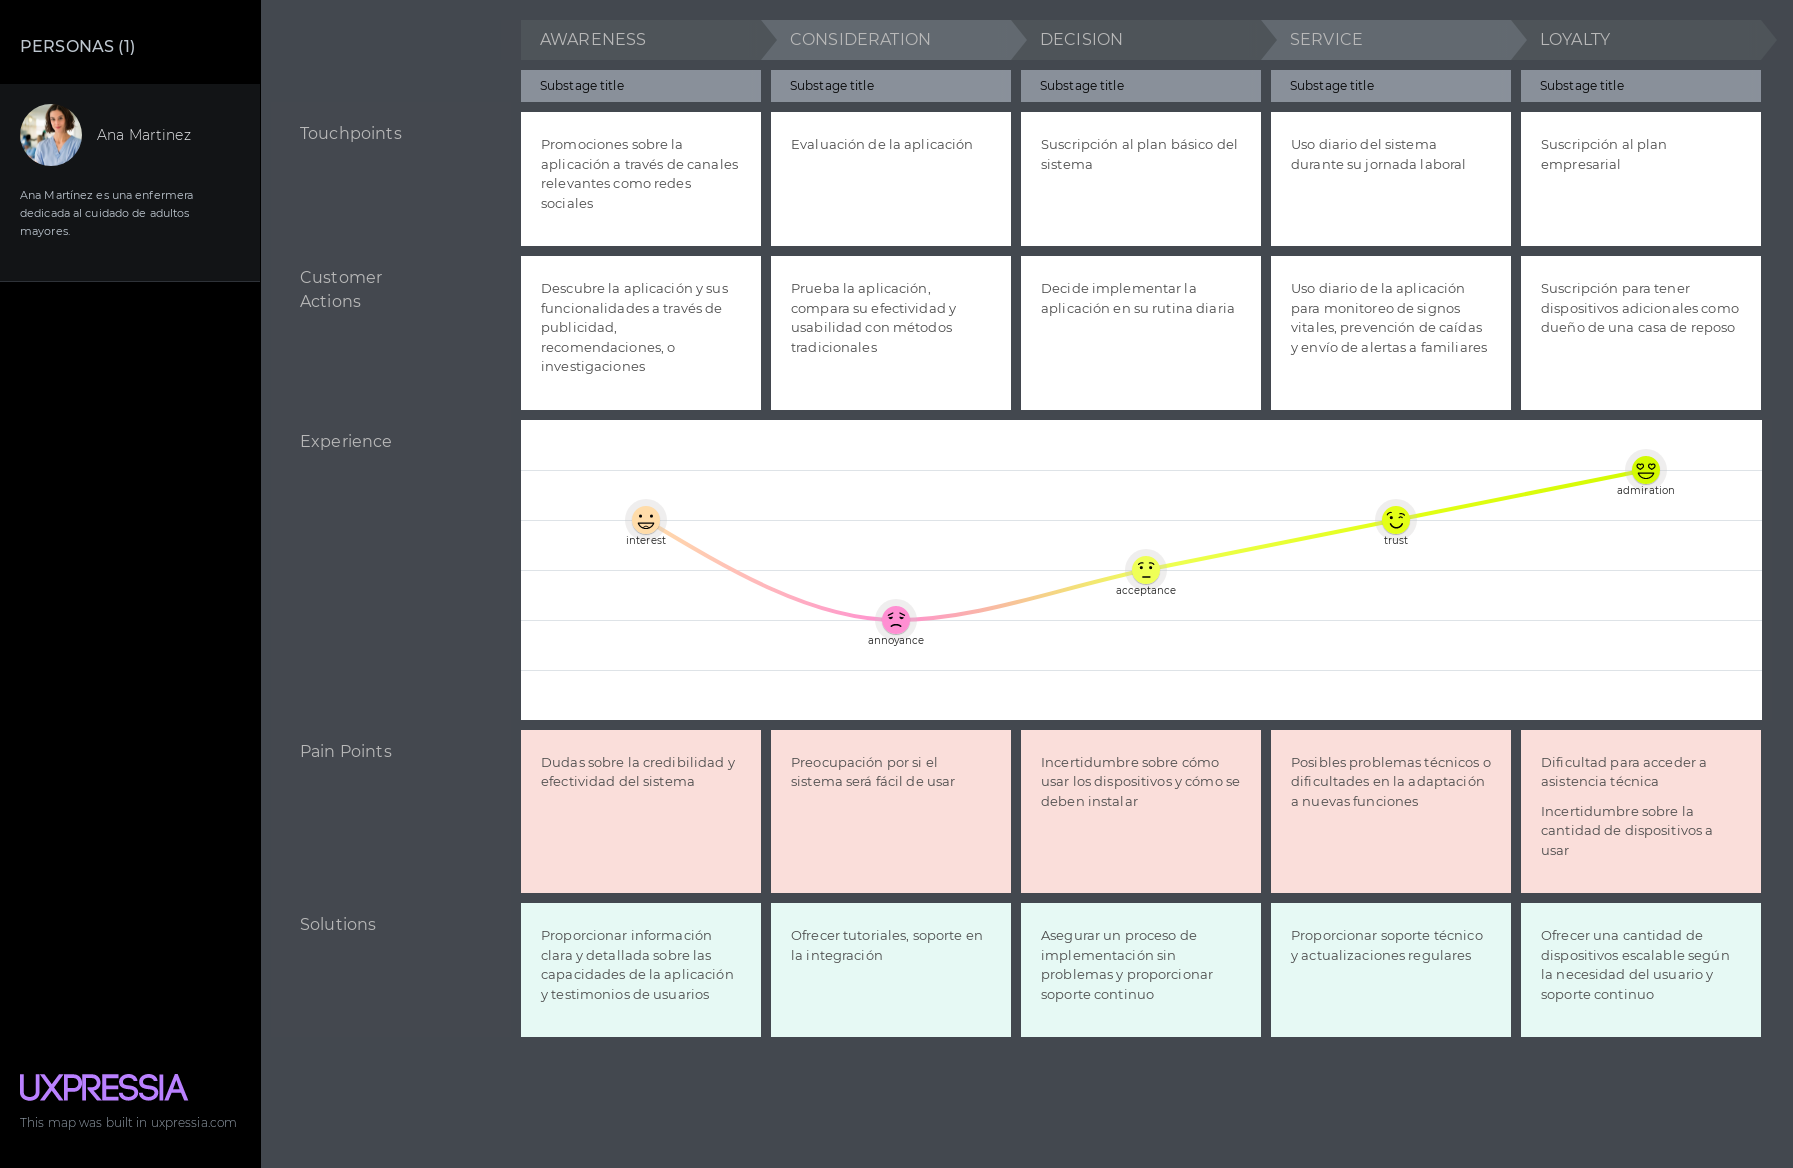 PERSONAS (1)
Ana Martinez
Ana Martínez es una enfermera
dedicada al cuidado de adultos
mayores.
AWARENESS
CONSIDERATION
DECISION
SERVICE
LOYALTY
Substage title
Substage title
Substage title
Substage title
Substage title
Touchpoints
Promociones sobre la
aplicación a través de canales
relevantes como redes
sociales
Evaluación de la aplicación
Suscripción al plan básico del
sistema
Uso diario del sistema
durante su jornada laboral
Suscripción al plan
empresarial
Customer
Actions
Descubre la aplicación y sus
funcionalidades a través de
publicidad,
recomendaciones, o
investigaciones
Prueba la aplicación,
compara su efectividad y
usabilidad con métodos
tradicionales
Decide implementar la
aplicación en su rutina diaria
Uso diario de la aplicación
para monitoreo de signos
vitales, prevención de caídas
y envío de alertas a familiares
Suscripción para tener
dispositivos adicionales como
dueño de una casa de reposo
Experience
interest
annoyance
acceptance
trust
admiration
Pain Points
Dudas sobre la credibilidad y
efectividad del sistema
Preocupación por si el
sistema será fácil de usar
Incertidumbre sobre cómo
usar los dispositivos y cómo se
deben instalar
Posibles problemas técnicos o
dificultades en la adaptación
a nuevas funciones
Dificultad para acceder a
asistencia técnica
Incertidumbre sobre la
cantidad de dispositivos a
usar
Solutions
Proporcionar información
clara y detallada sobre las
capacidades de la aplicación
y testimonios de usuarios
Ofrecer tutoriales, soporte en
la integración
Asegurar un proceso de
implementación sin
problemas y proporcionar
soporte continuo
Proporcionar soporte técnico
y actualizaciones regulares
Ofrecer una cantidad de
dispositivos escalable según
la necesidad del usuario y
soporte continuo
UXPRESSIA
This map was built in uxpressia.com